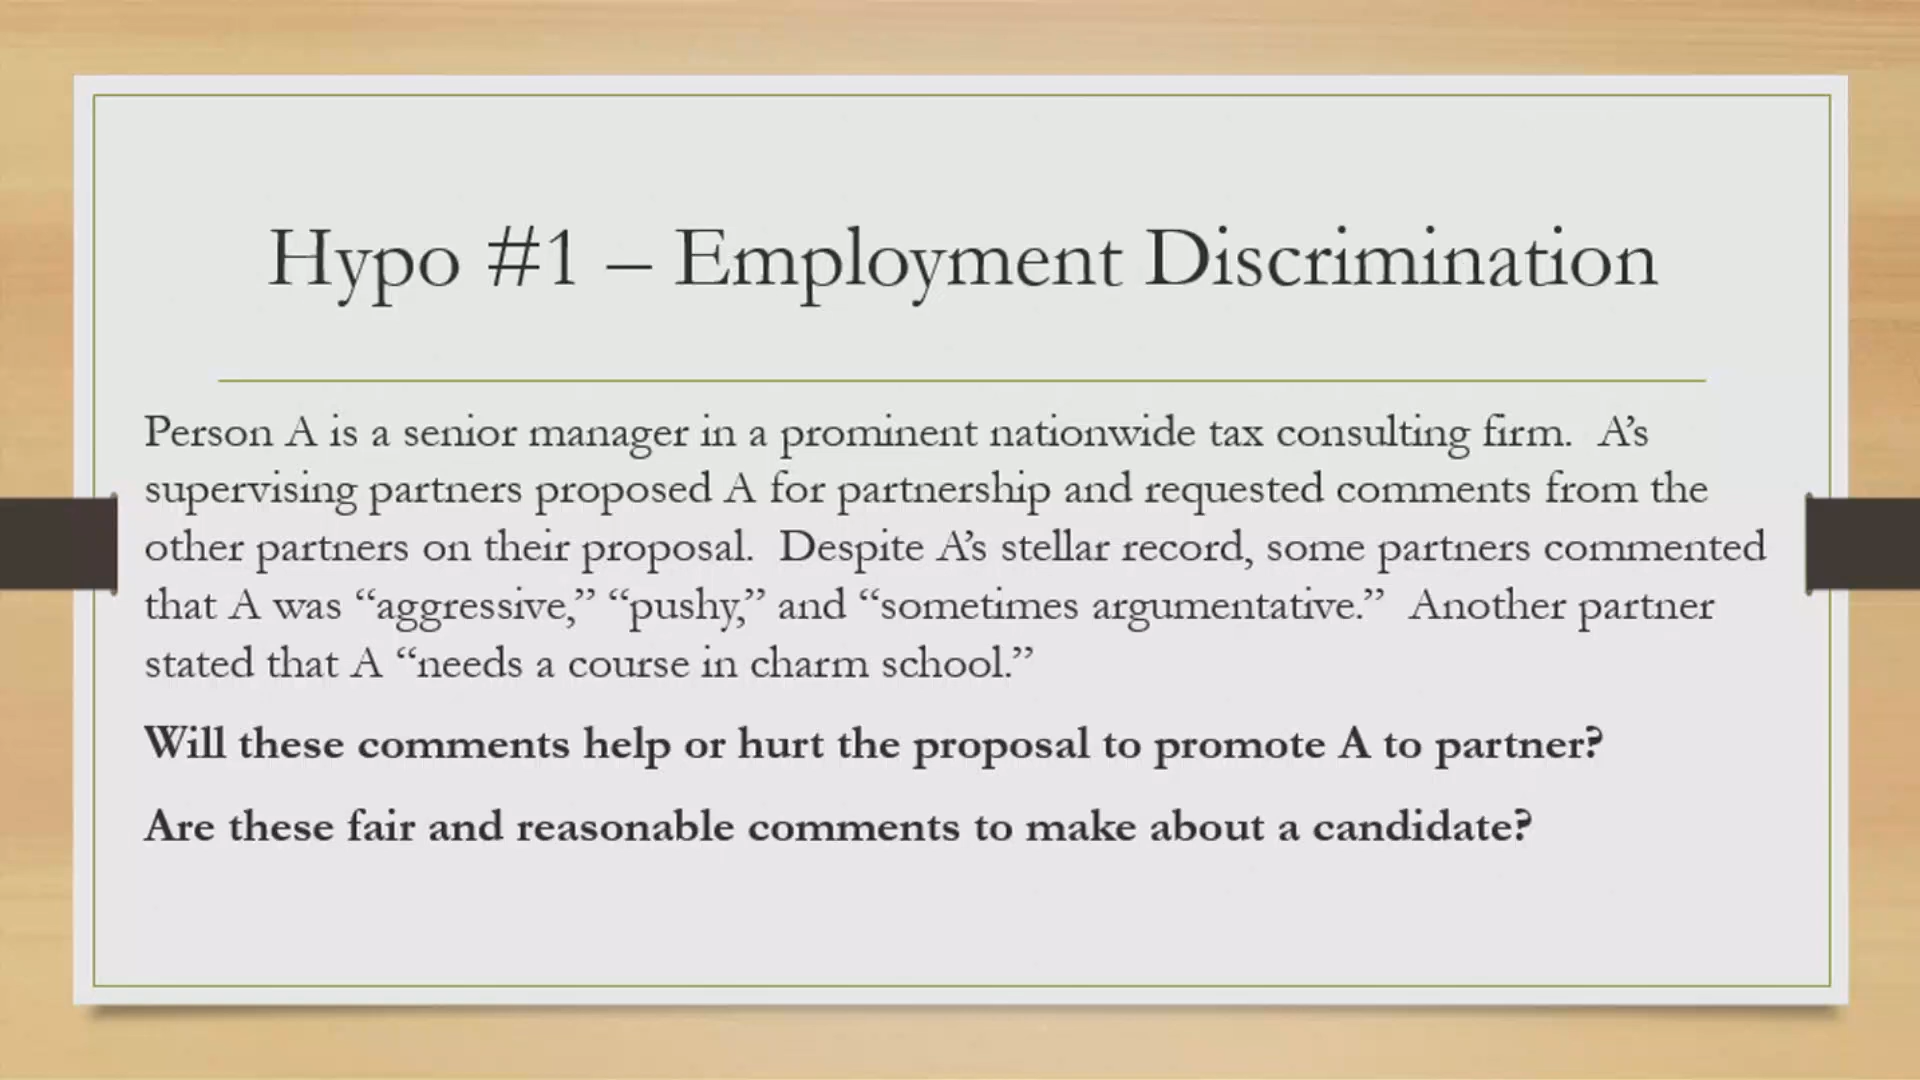 Hypo #1 – Employment Discrimination
Person A is a senior manager in a prominent nationwide tax consulting firm.  A’s
supervising partners proposed A for partnership and requested comments from the
other partners on their proposal.  Despite A’s stellar record, some partners commented
that A was “aggressive,” “pushy,” and “sometimes argumentative.”  Another partner
stated that A “needs a course in charm school.”
Will these comments help or hurt the proposal to promote A to partner?
Are these fair and reasonable comments to make about a candidate?